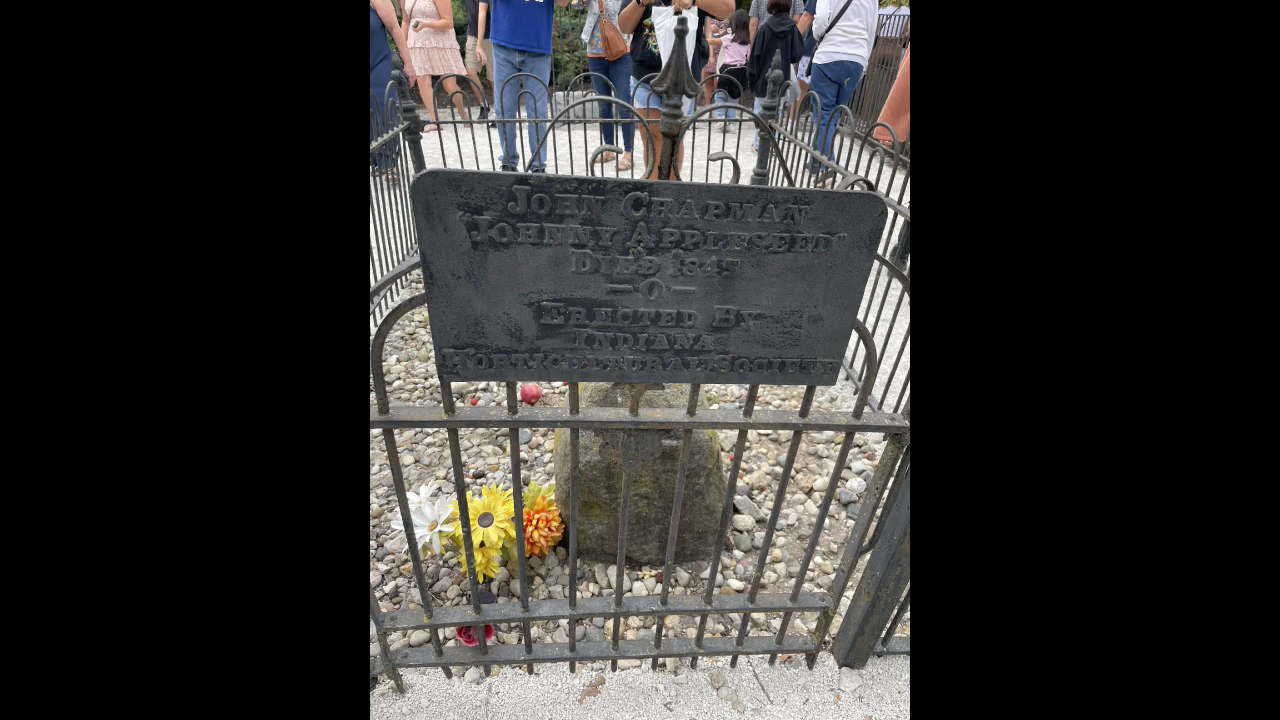 John Chapman
"Johnny Appleseed"
Died 1845
—O—
Erected By
Indiana
Horticultural Society